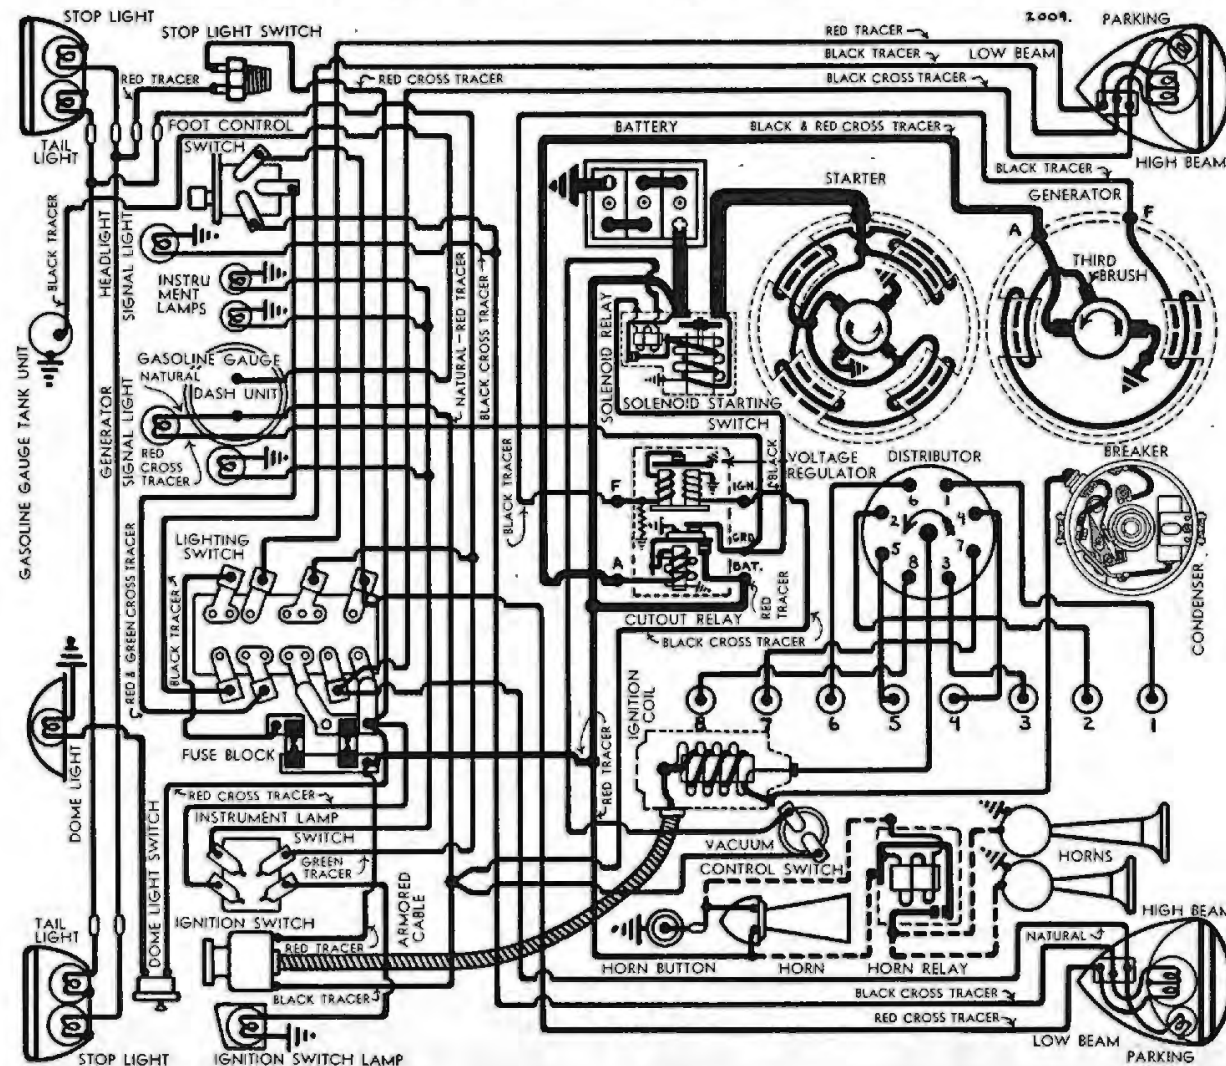 STOP LIGHT
STOP LIGHT SWITCH
2009.
PARKING
RED TRACER
BLACK TRACER
LOW BEAM
RED TRACER
RED CROSS TRACER
BLACK CROSS TRACER
TAIL LIGHT
FOOT CONTROL SWITCH
BATTERY
BLACK & RED CROSS TRACER
HIGH BEAM
BLACK TRACER
STARTER
GENERATOR
F
A
THIRD BRUSH
BLACK TRACER
HEADLIGHT SIGNAL LIGHT
INSTRU MENT LAMPS
NATURAL-RED TRACER
BLACK CROSS TRACER
GASOLINE GAUGE TANK UNIT
GASOLINE GAUGE
DASH UNIT
NATURAL
GENERATOR SIGNAL LIGHT
RED CROSS TRACER
SOLENOID RELAY
SOLENOID STARTING SWITCH
BLACK
BLACK TRACER
VOLTAGE REGULATOR
DISTRIBUTOR
BREAKER
F
IGN.
GRD.
A
BAT.
6
1
2
4
5
7
8
3
LIGHTING SWITCH
BLACK TRACER
RED & GREEN CROSS TRACER
CUTOUT RELAY
RED TRACER
BLACK CROSS TRACER
CONDENSER
8
7
6
5
4
3
2
1
IGNITION COIL
DOME LIGHT
FUSE BLOCK
RED TRACER
RED CROSS TRACER
INSTRUMENT LAMP SWITCH
GREEN TRACER
DOME LIGHT SWITCH
VACUUM CONTROL SWITCH
HORNS
TAIL LIGHT
IGNITION SWITCH
ARMORED CABLE
RED TRACER
HIGH BEAM
NATURAL
HORN BUTTON
HORN
HORN RELAY
BLACK TRACER
BLACK CROSS TRACER
RED CROSS TRACER
LOW BEAM
STOP LIGHT
IGNITION SWITCH LAMP
PARKING